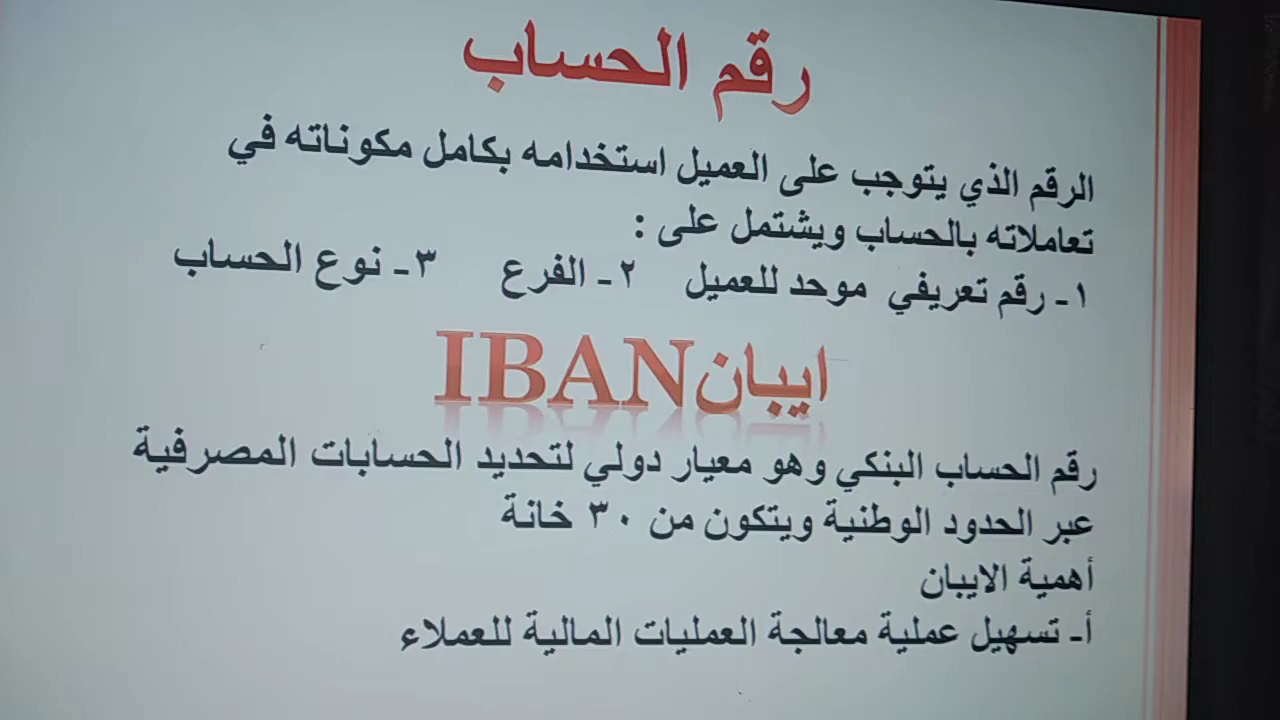 رقم الحساب
الرقم الذي يتوجب على العميل استخدامه بكامل مكوناته في
تعاملاته بالحساب ويشتمل على :
١- رقم تعريفي موحد للعميل ٢- الفرع ٣- نوع الحساب
ايبان IBAN
رقم الحساب البنكي وهو معيار دولي لتحديد الحسابات المصرفية
عبر الحدود الوطنية ويتكون من ٣٠ خانة
أهمية الايبان
أ- تسهيل عملية معالجة العمليات المالية للعملاء